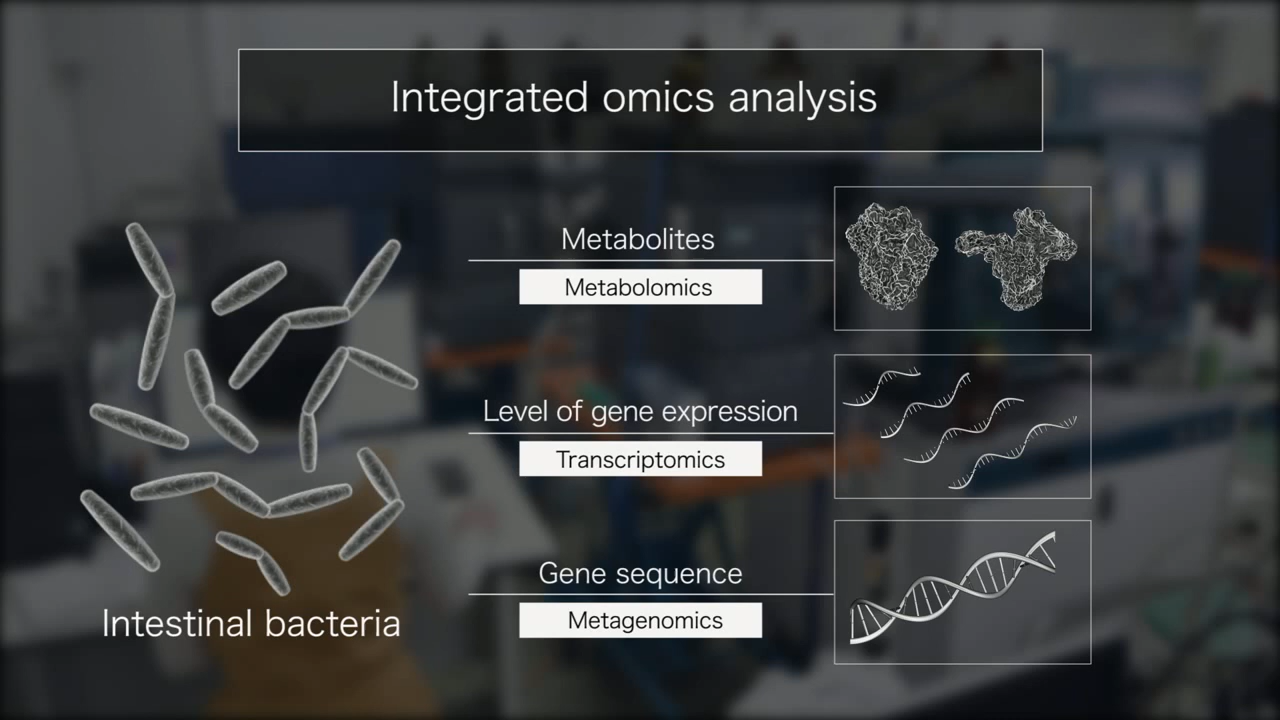 Integrated omics analysis
Metabolites
Metabolomics
Level of gene expression
Transcriptomics
Gene sequence
Metagenomics
Intestinal bacteria